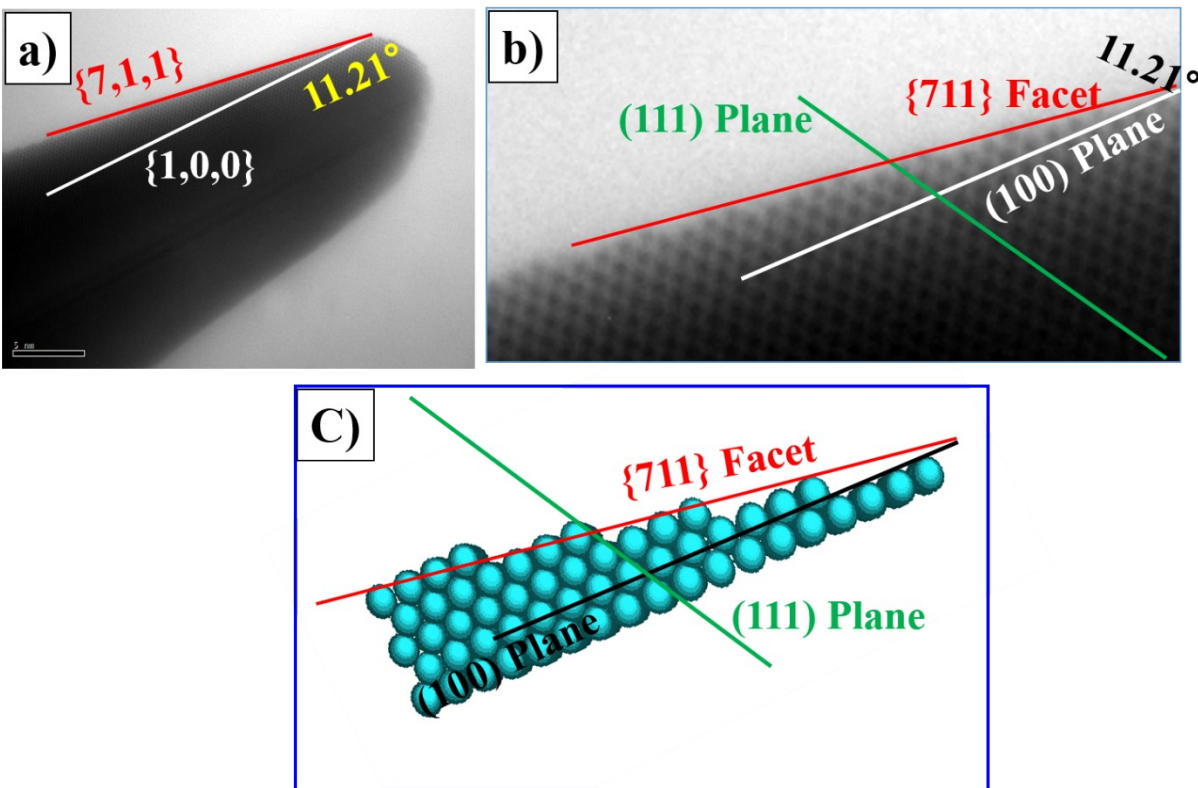 a)
{7,1,1}
11.21°
{1,0,0}
5 nm
b)
11.21°
{711} Facet
(111) Plane
(100) Plane
C)
{711} Facet
(111) Plane
(100) Plane